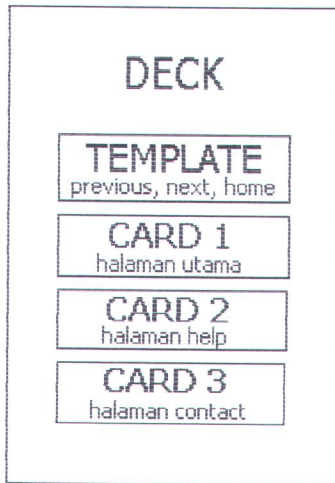 DECK
TEMPLATE
previous, next, home
CARD 1
halaman utama
CARD 2
halaman help
CARD 3
halaman contact